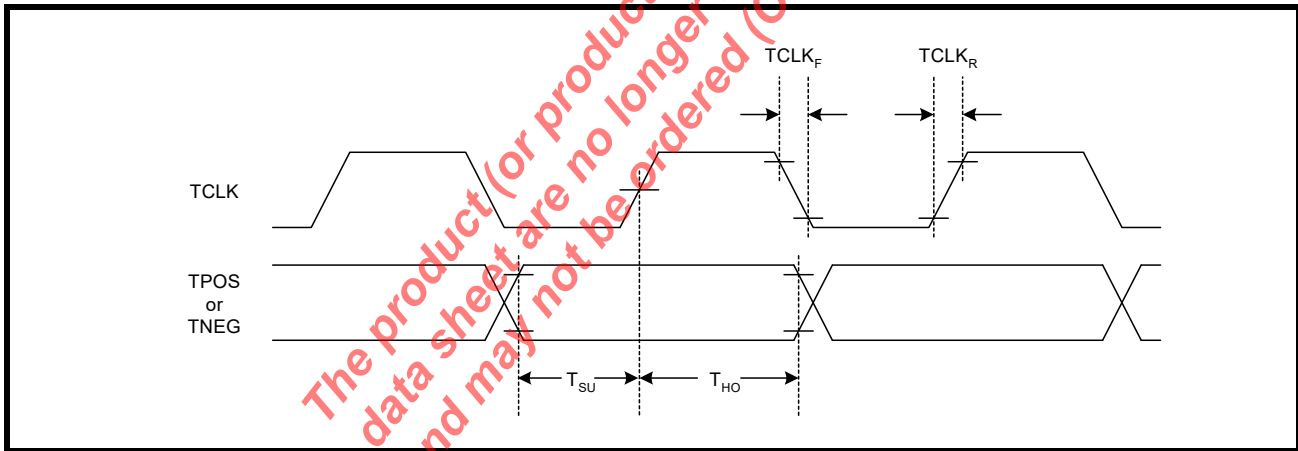 TCLKF
TCLKR
TCLK
TPOS
or
TNEG
TSU
THO
The product (or product
data sheet are no longer
nd may not be ordered (O